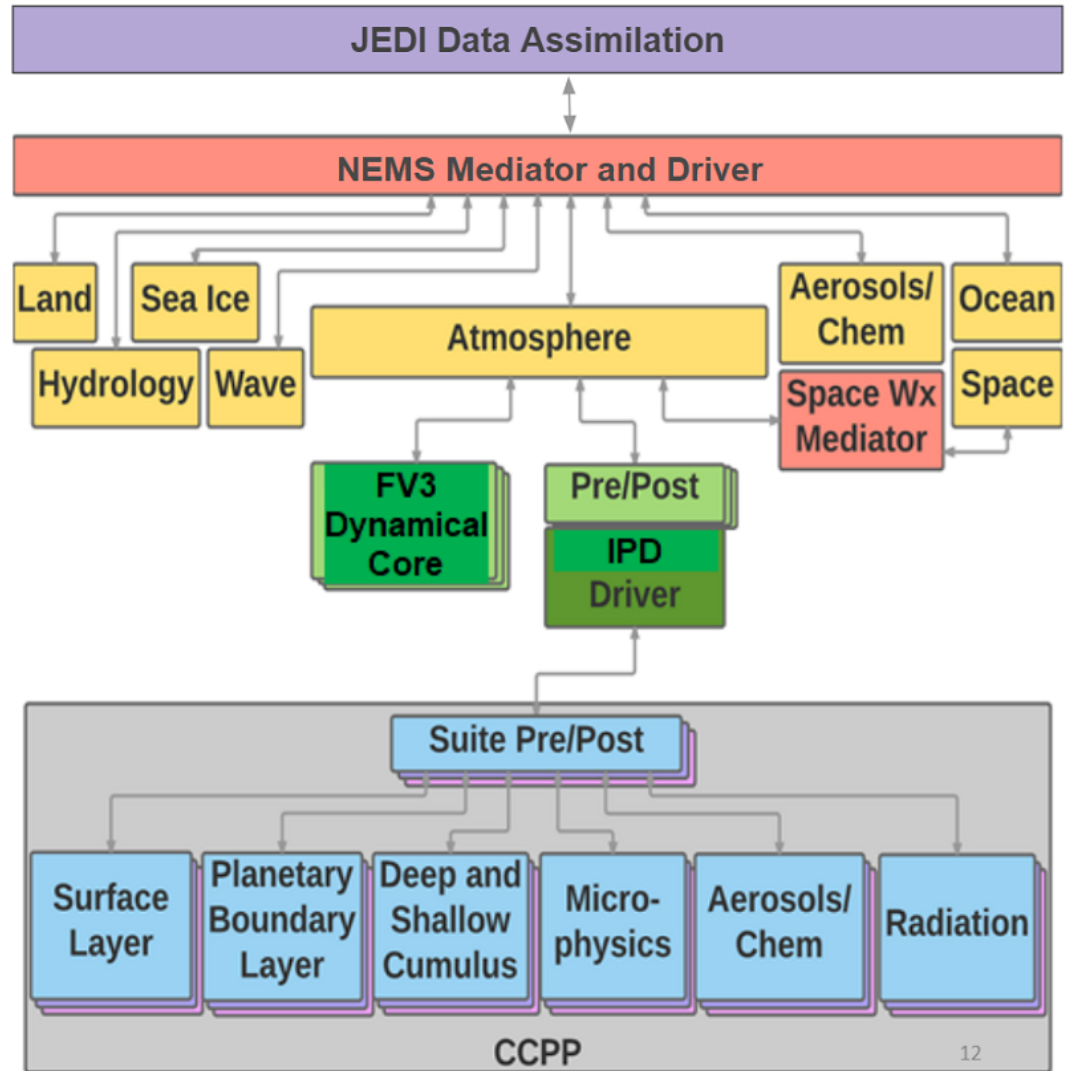 JEDI Data Assimilation
NEMS Mediator and Driver
Land
Sea Ice
Hydrology
Wave
Atmosphere
Aerosols/
Chem
Ocean
Space Wx
Mediator
Space
FV3
Dynamical
Core
Pre/Post
IPD
Driver
Suite Pre/Post
Surface
Layer
Planetary
Boundary
Layer
Deep and
Shallow
Cumulus
Micro-
physics
Aerosols/
Chem
Radiation
CCPP
12